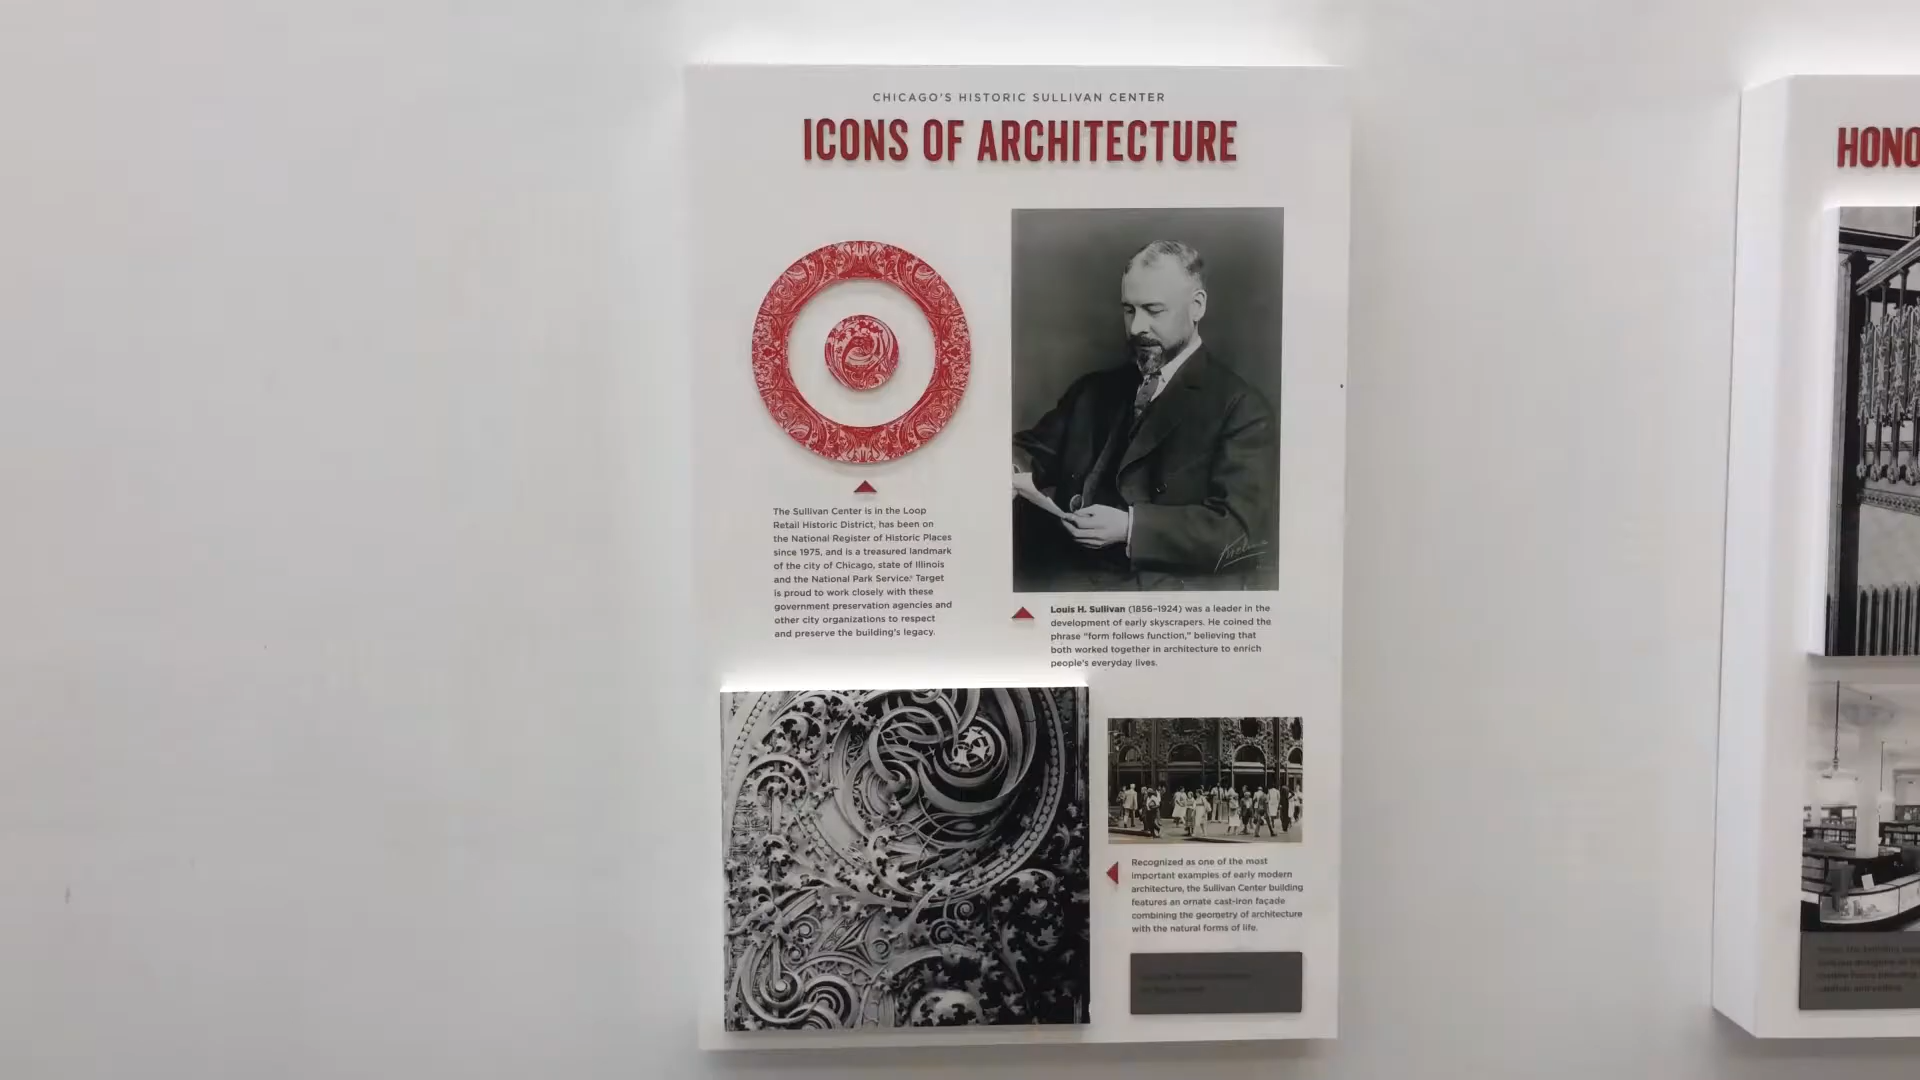 CHICAGO'S HISTORIC SULLIVAN CENTER
ICONS OF ARCHITECTURE
The Sullivan Center is in the Loop
Retail Historic District, has been on
the National Register of Historic Places
since 1975, and is a treasured landmark
of the city of Chicago, state of Illinois
and the National Park Service.® Target
is proud to work closely with these
government preservation agencies and
other city organizations to respect
and preserve the building's legacy.
Louis H. Sullivan (1856–1924) was a leader in the
development of early skyscrapers. He coined the
phrase "form follows function," believing that
both worked together in architecture to enrich
people's everyday lives.
Recognized as one of the most
important examples of early modern
architecture, the Sullivan Center building
features an ornate cast-iron façade
combining the geometry of architecture
with the natural forms of life.
HONO